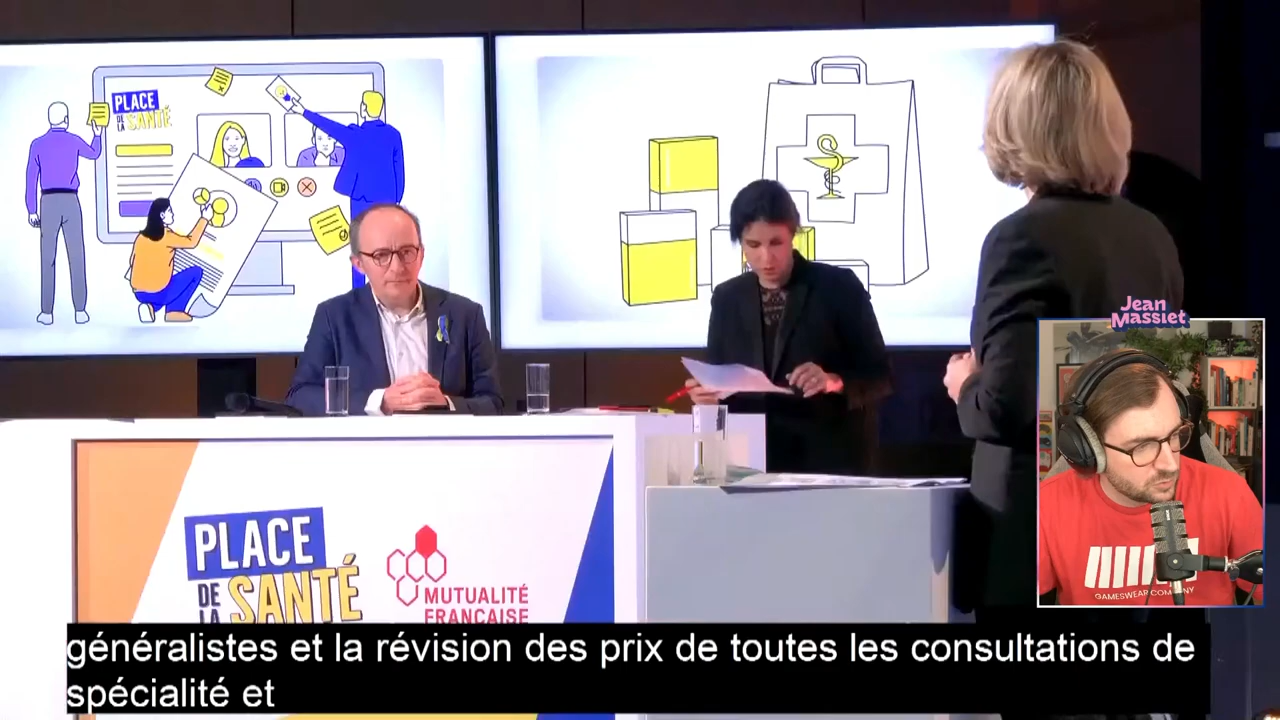 PLACE
DE
LA SANTÉ
Jean
Massiet
GAMESWEAR COMPANY
PLACE
DE
LA
SANTÉ
MUTUALITÉ
FRANÇAISE
généralistes et la révision des prix de toutes les consultations de
spécialité et